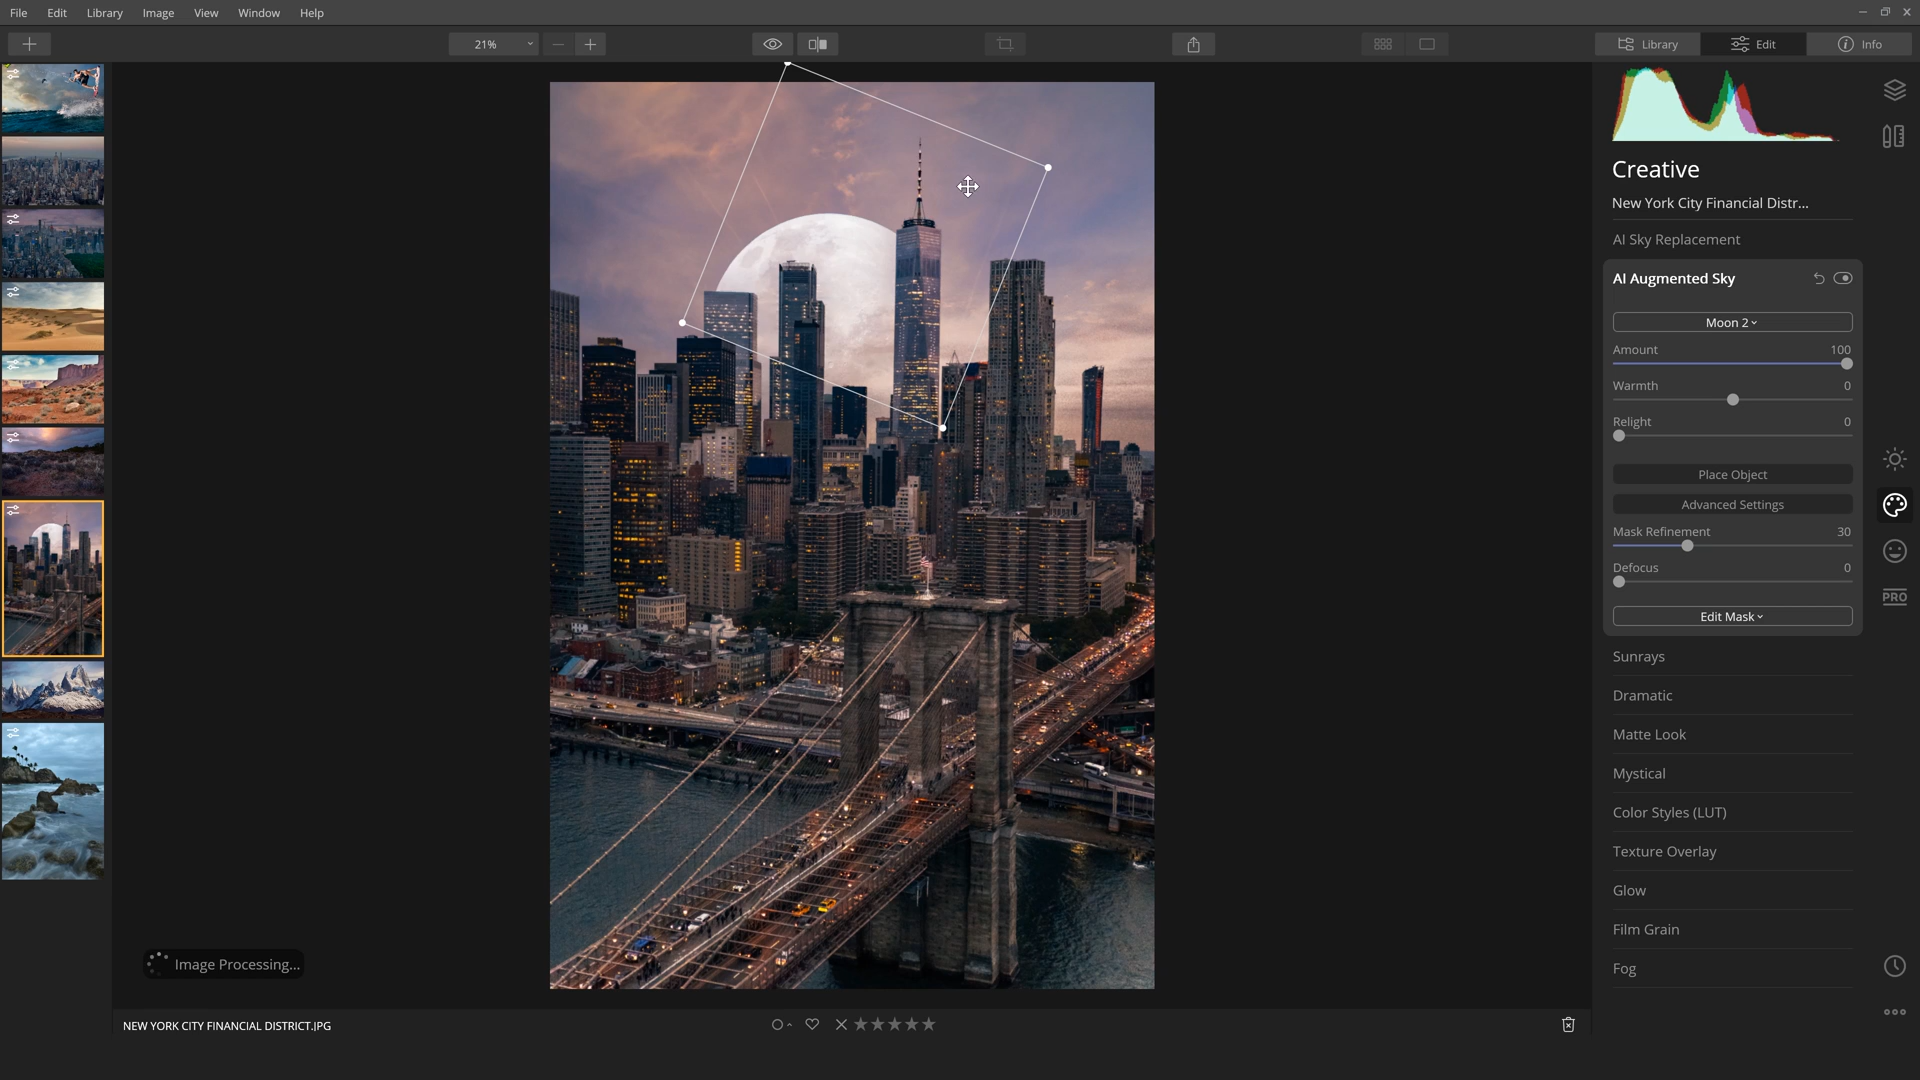 File Edit Library Image View Window Help
21%
Library Edit Info
Creative
New York City Financial Distr...
AI Sky Replacement
AI Augmented Sky
Moon 2
Amount 100
Warmth 0
Relight 0
Place Object
Advanced Settings
Mask Refinement 30
Defocus 0
Edit Mask
Sunrays
Dramatic
Matte Look
Mystical
Color Styles (LUT)
Texture Overlay
Glow
Film Grain
Fog
PRO
Image Processing...
NEW YORK CITY FINANCIAL DISTRICT.JPG